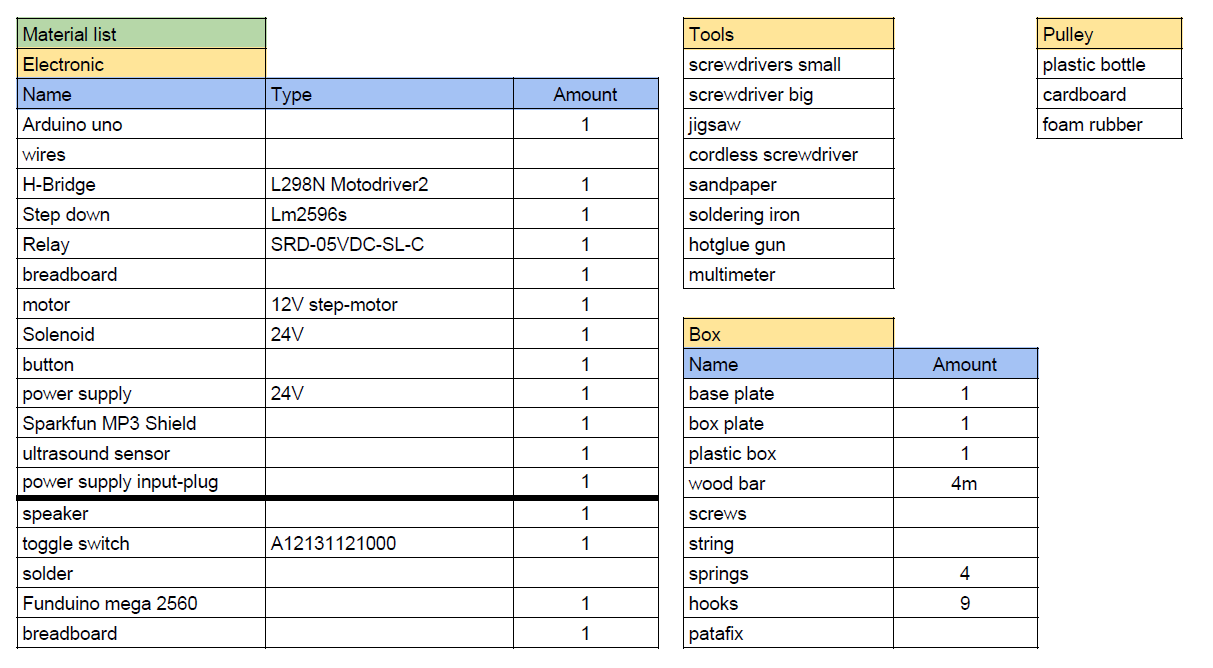 Material list
Electronic
Name Type Amount
Arduino uno 1
wires
H-Bridge L298N Motodriver2 1
Step down Lm2596s 1
Relay SRD-05VDC-SL-C 1
breadboard 1
motor 12V step-motor 1
Solenoid 24V 1
button 1
power supply 24V 1
Sparkfun MP3 Shield 1
ultrasound sensor 1
power supply input-plug 1
speaker 1
toggle switch A12131121000 1
solder
Funduino mega 2560 1
breadboard 1
Tools
screwdrivers small
screwdriver big
jigsaw
cordless screwdriver
sandpaper
soldering iron
hotglue gun
multimeter
Box
Name Amount
base plate 1
box plate 1
plastic box 1
wood bar 4m
screws
string
springs 4
hooks 9
patafix
Pulley
plastic bottle
cardboard
foam rubber